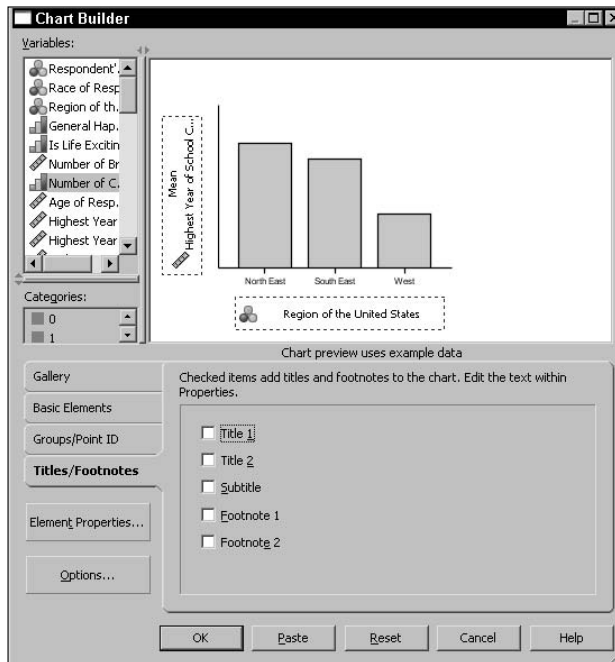 Chart Builder
Variables:
Respondent'...
Race of Resp
Region of th...
General Hap...
Is Life Excitin
Number of Br
Number of C...
Age of Resp...
Highest Year
Highest Year
Categories:
0
1
Mean
Highest Year of School C...
North East
South East
West
Region of the United States
Chart preview uses example data
Gallery
Basic Elements
Groups/Point ID
Titles/Footnotes
Element Properties...
Options...
Checked items add titles and footnotes to the chart. Edit the text within
Properties.
Title 1
Title 2
Subtitle
Footnote 1
Footnote 2
OK
Paste
Reset
Cancel
Help